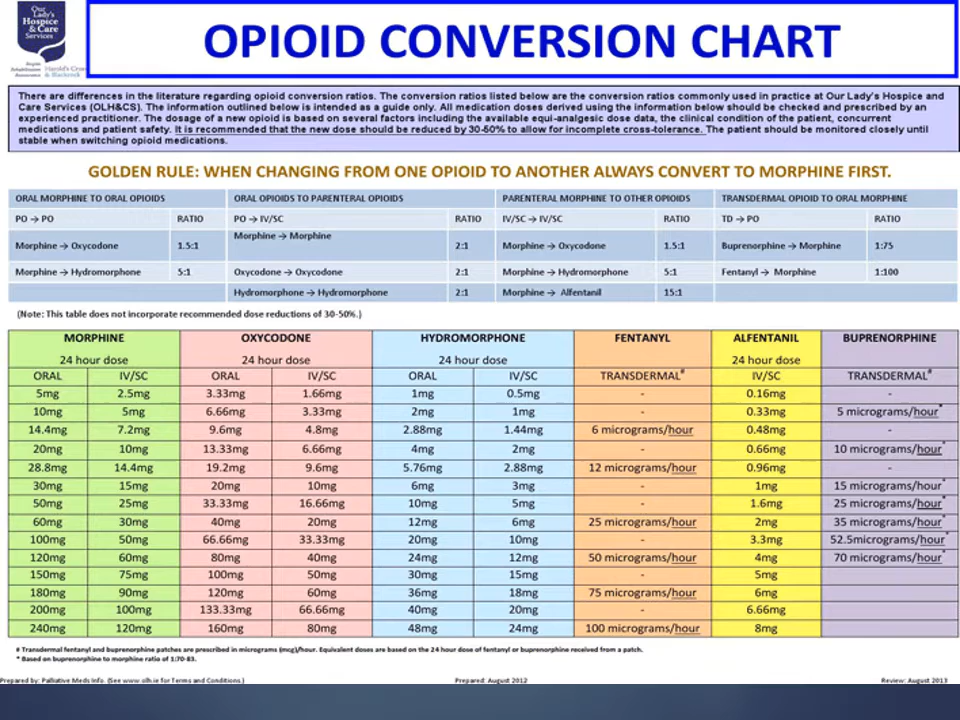 Our
Lady's
Hospice
& Care
Services
OPIOID CONVERSION CHART
There are differences in the literature regarding opioid conversion ratios. The conversion ratios listed below are the conversion ratios commonly used in practice at Our Lady's Hospice and
Care Services (OLH&CS). The information outlined below is intended as a guide only. All medication doses derived using the information below should be checked and prescribed by an
experienced practitioner. The dosage of a new opioid is based on several factors including the available equi-analgesic dose data, the clinical condition of the patient, concurrent
medications and patient safety. It is recommended that the new dose should be reduced by 30-50% to allow for incomplete cross-tolerance. The patient should be monitored closely until
stable when switching opioid medications.
GOLDEN RULE: WHEN CHANGING FROM ONE OPIOID TO ANOTHER ALWAYS CONVERT TO MORPHINE FIRST.
ORAL MORPHINE TO ORAL OPIOIDS ORAL OPIOIDS TO PARENTERAL OPIOIDS PARENTERAL MORPHINE TO OTHER OPIOIDS TRANSDERMAL OPIOID TO ORAL MORPHINE
PO → PO RATIO PO → IV/SC RATIO IV/SC → IV/SC RATIO TD → PO RATIO
Morphine → Oxycodone 1.5:1 Morphine → Morphine 2:1 Morphine → Oxycodone 1.5:1 Buprenorphine → Morphine 1:75
Morphine → Hydromorphone 5:1 Oxycodone → Oxycodone 2:1 Morphine → Hydromorphone 5:1 Fentanyl → Morphine 1:100
Hydromorphone → Hydromorphone 2:1 Morphine → Alfentanil 15:1
(Note: This table does not incorporate recommended dose reductions of 30-50%.)
MORPHINE OXYCODONE HYDROMORPHONE FENTANYL ALFENTANIL BUPRENORPHINE
24 hour dose 24 hour dose 24 hour dose 24 hour dose
ORAL IV/SC ORAL IV/SC ORAL IV/SC TRANSDERMAL# IV/SC TRANSDERMAL#
5mg 2.5mg 3.33mg 1.66mg 1mg 0.5mg - 0.16mg -
10mg 5mg 6.66mg 3.33mg 2mg 1mg - 0.33mg 5 micrograms/hour*
14.4mg 7.2mg 9.6mg 4.8mg 2.88mg 1.44mg 6 micrograms/hour 0.48mg -
20mg 10mg 13.33mg 6.66mg 4mg 2mg - 0.66mg 10 micrograms/hour*
28.8mg 14.4mg 19.2mg 9.6mg 5.76mg 2.88mg 12 micrograms/hour 0.96mg -
30mg 15mg 20mg 10mg 6mg 3mg - 1mg 15 micrograms/hour*
50mg 25mg 33.33mg 16.66mg 10mg 5mg - 1.6mg 25 micrograms/hour*
60mg 30mg 40mg 20mg 12mg 6mg 25 micrograms/hour 2mg 35 micrograms/hour*
100mg 50mg 66.66mg 33.33mg 20mg 10mg - 3.3mg 52.5micrograms/hour*
120mg 60mg 80mg 40mg 24mg 12mg 50 micrograms/hour 4mg 70 micrograms/hour*
150mg 75mg 100mg 50mg 30mg 15mg - 5mg
180mg 90mg 120mg 60mg 36mg 18mg 75 micrograms/hour 6mg
200mg 100mg 133.33mg 66.66mg 40mg 20mg - 6.66mg
240mg 120mg 160mg 80mg 48mg 24mg 100 micrograms/hour 8mg
# Transdermal fentanyl and buprenorphine patches are prescribed in micrograms (mcg)/hour. Equivalent doses are based on the 24 hour dose of fentanyl or buprenorphine received from a patch.
* Based on buprenorphine to morphine ratio of 1:70-83.
Prepared by: Palliative Meds Info. (See www.olh.ie for Terms and Conditions.) Prepared: August 2012 Review: August 2013